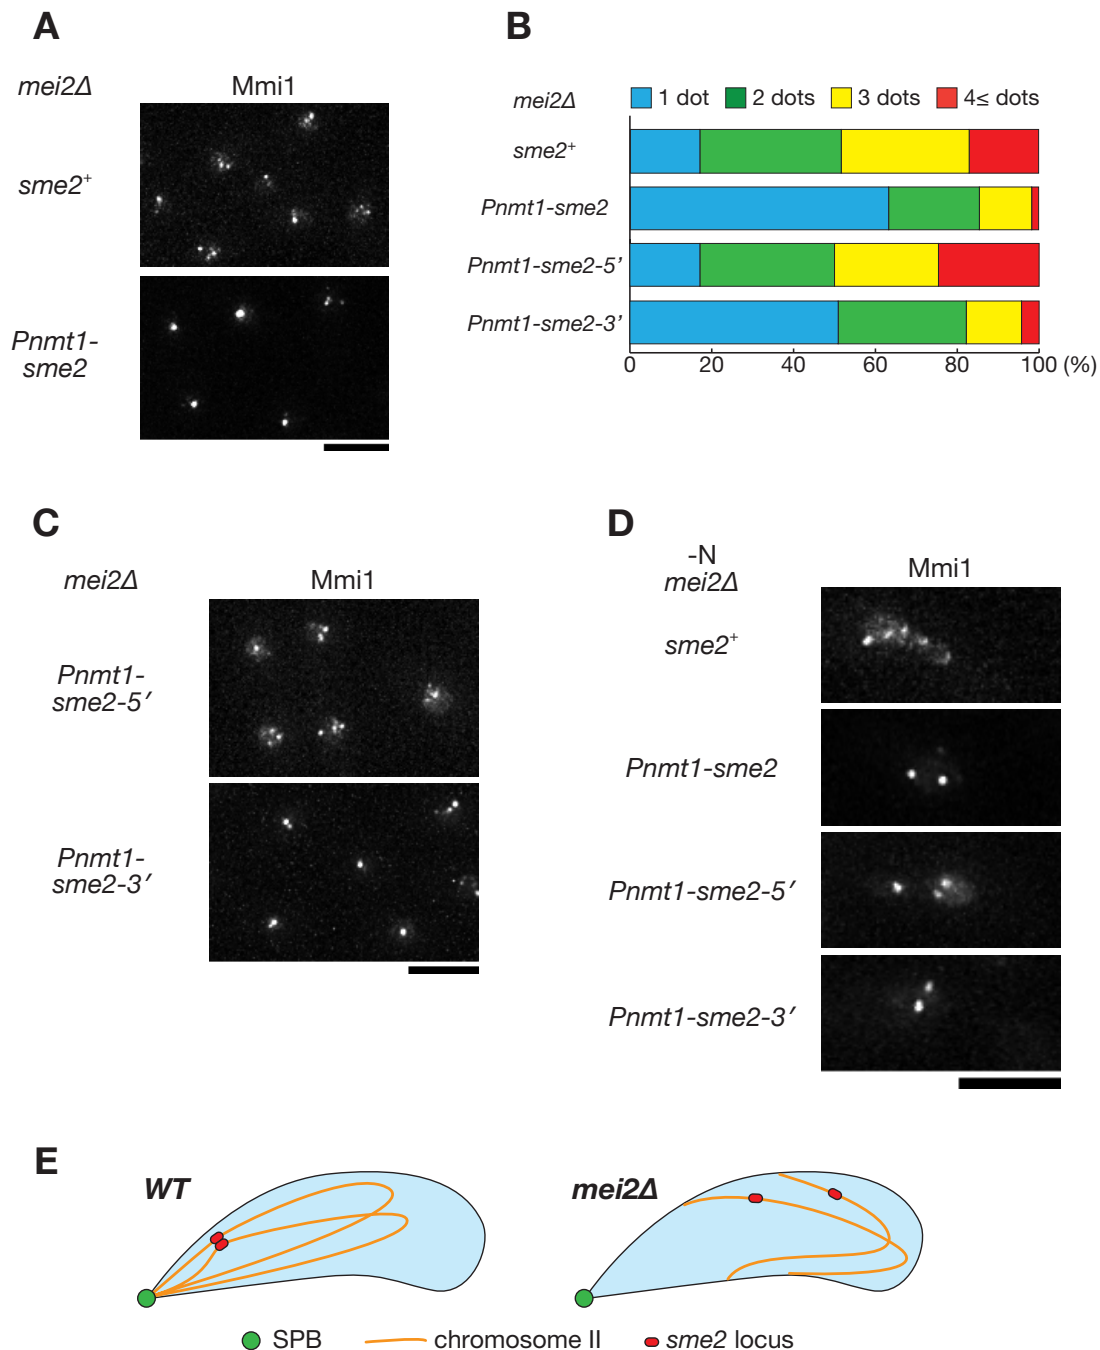 A
mei2Δ
Mmi1
sme2⁺
Pnmt1-
sme2
B
mei2Δ
1 dot
2 dots
3 dots
4≤ dots
sme2⁺
Pnmt1-sme2
Pnmt1-sme2-5′
Pnmt1-sme2-3′
0 20 40 60 80 100 (%)
C
mei2Δ
Mmi1
Pnmt1-
sme2-5′
Pnmt1-
sme2-3′
D
-N
mei2Δ
Mmi1
sme2⁺
Pnmt1-sme2
Pnmt1-sme2-5′
Pnmt1-sme2-3′
E
WT
mei2Δ
SPB
chromosome II
sme2 locus